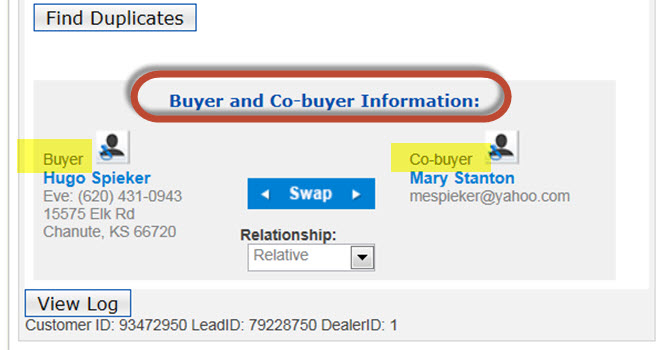 Find Duplicates
Buyer and Co-buyer Information:
Buyer
Hugo Spieker
Eve: (620) 431-0943
15575 Elk Rd
Chanute, KS 66720
Swap
Relationship:
Relative
Co-buyer
Mary Stanton
mespieker@yahoo.com
View Log
Customer ID: 93472950 LeadID: 79228750 DealerID: 1